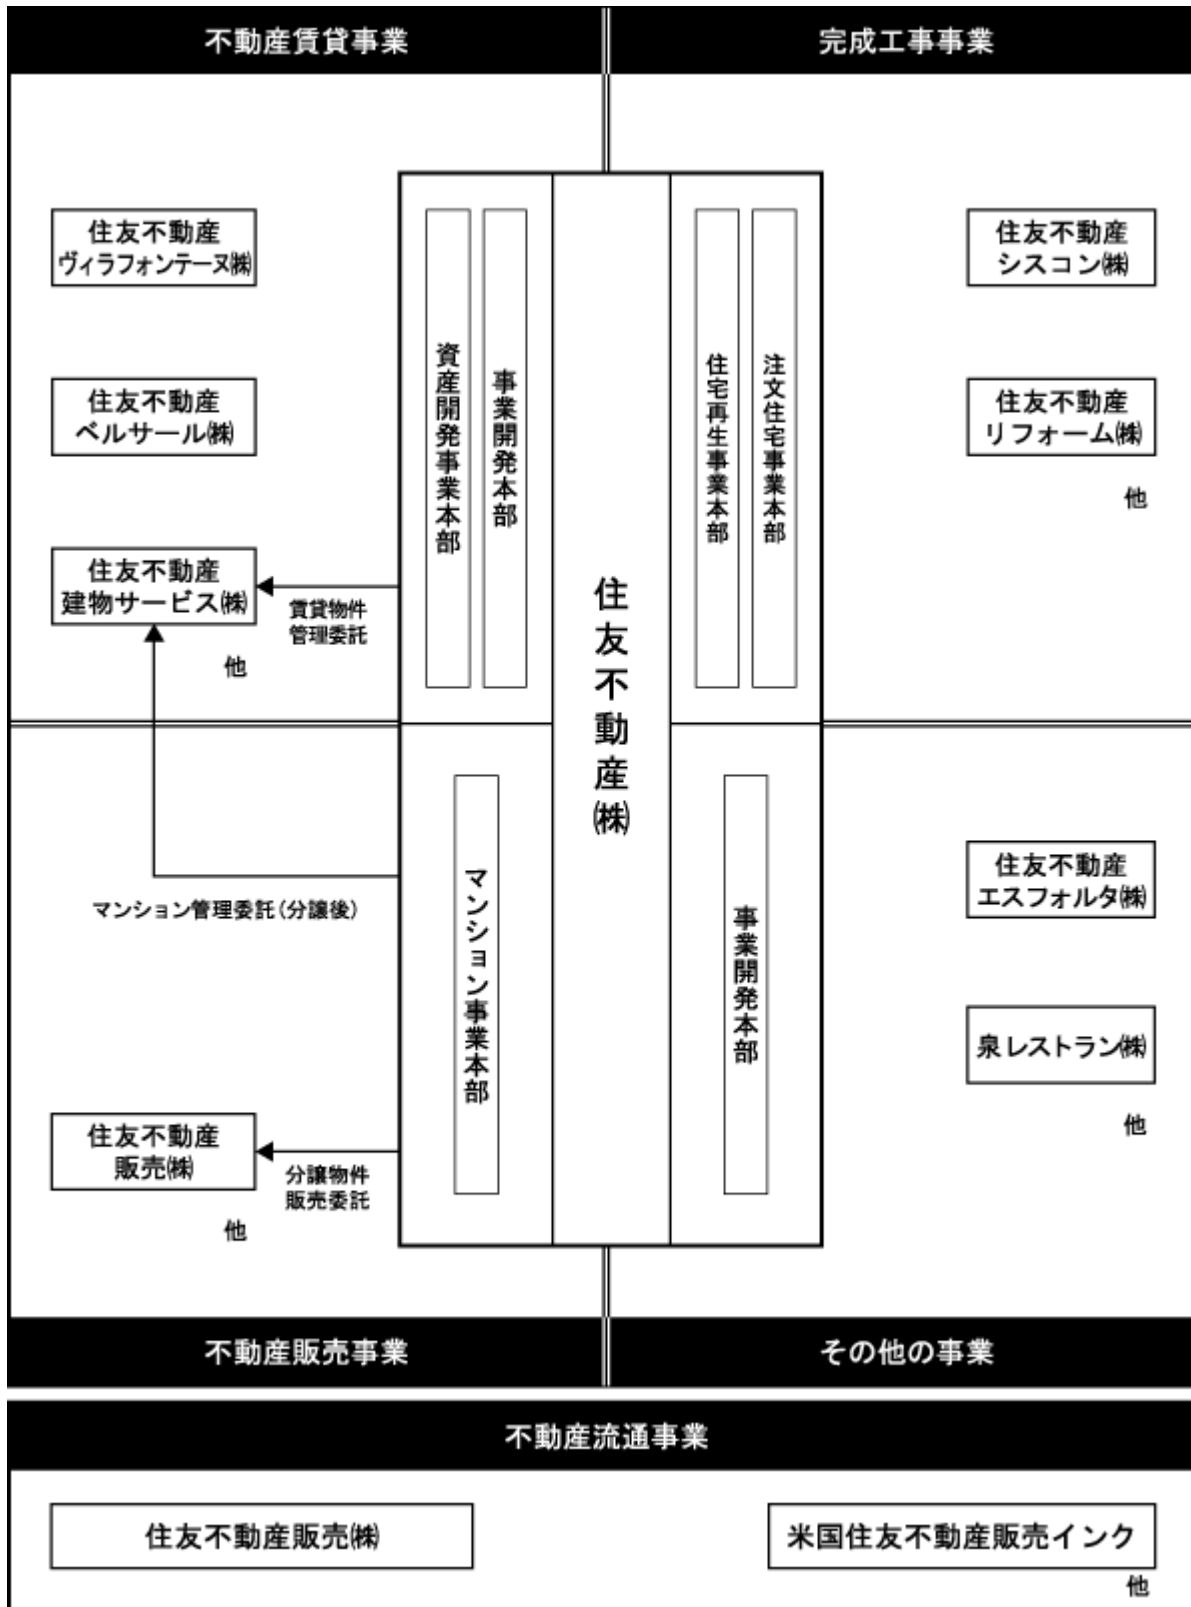 不動産賃貸事業
完成工事事業
住友不動産
ヴィラフォンテーヌ㈱
住友不動産
ベルサール㈱
住友不動産
建物サービス㈱
他
賃貸物件
管理委託
資産開発事業本部
事業開発本部
住友不動産㈱
住宅再生事業本部
注文住宅事業本部
住友不動産
シスコン㈱
住友不動産
リフォーム㈱
他
マンション管理委託(分譲後)
マンション事業本部
住友不動産
販売㈱
他
分譲物件
販売委託
事業開発本部
住友不動産
エスフォルタ㈱
泉レストラン㈱
他
不動産販売事業
その他の事業
不動産流通事業
住友不動産販売㈱
米国住友不動産販売インク
他